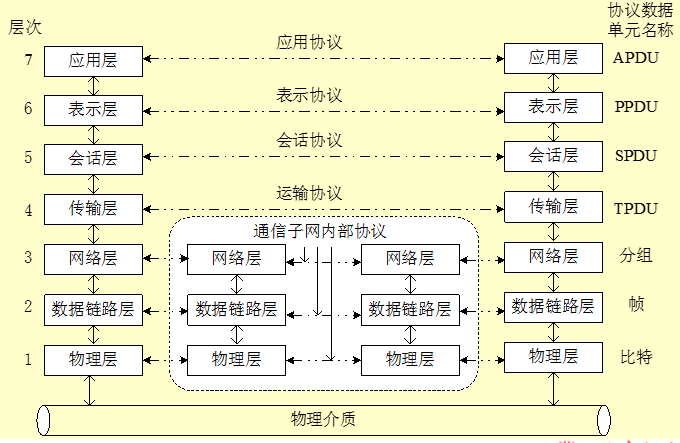 层次
协议数据
单元名称
7 应用层 应用协议 应用层 APDU
6 表示层 表示协议 表示层 PPDU
5 会话层 会话协议 会话层 SPDU
4 传输层 运输协议 传输层 TPDU
通信子网内部协议
3 网络层 网络层 网络层 网络层 分组
2 数据链路层 数据链路层 数据链路层 数据链路层 帧
1 物理层 物理层 物理层 物理层 比特
物理介质